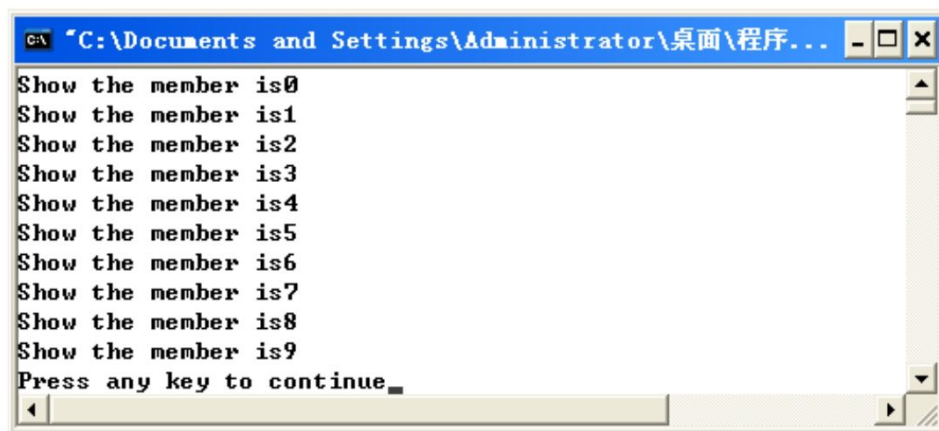 "C:\Documents and Settings\Administrator\桌面\程序...
Show the member is0
Show the member is1
Show the member is2
Show the member is3
Show the member is4
Show the member is5
Show the member is6
Show the member is7
Show the member is8
Show the member is9
Press any key to continue_